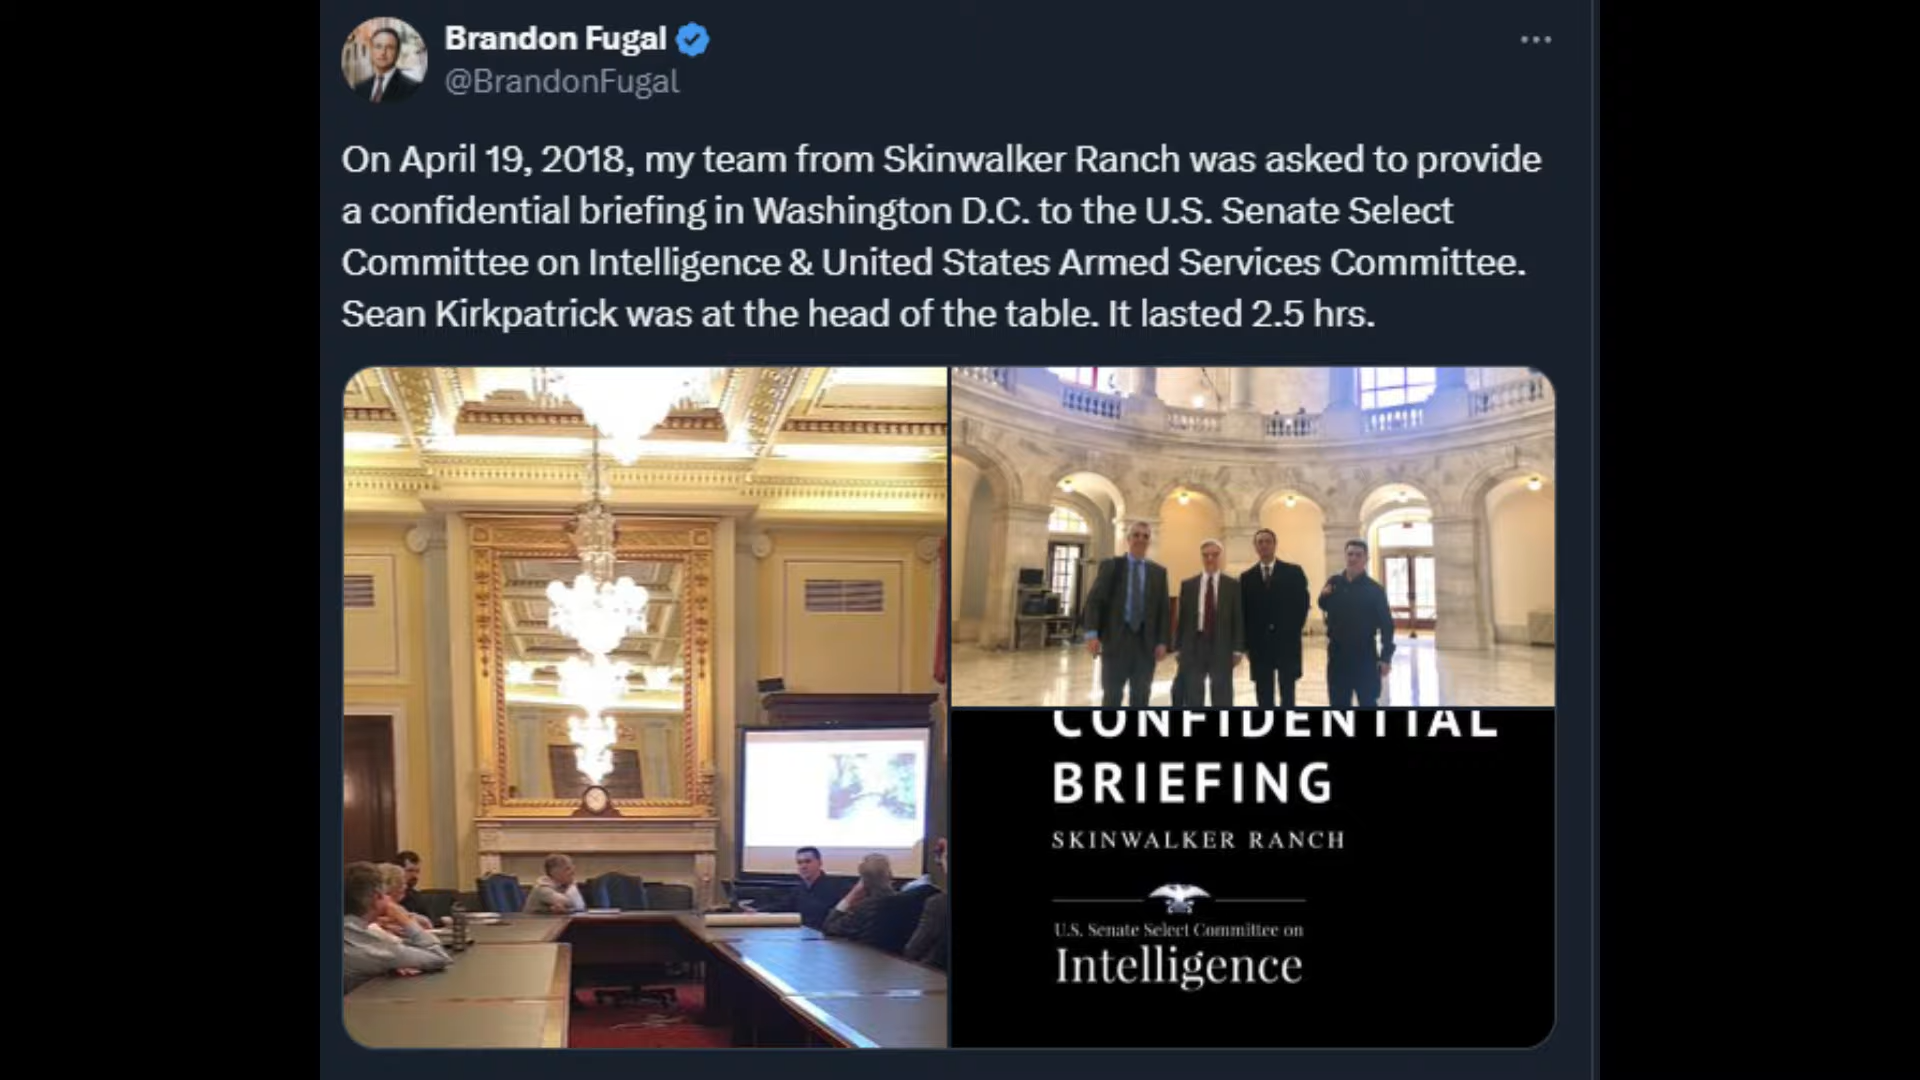 Brandon Fugal
@BrandonFugal
On April 19, 2018, my team from Skinwalker Ranch was asked to provide
a confidential briefing in Washington D.C. to the U.S. Senate Select
Committee on Intelligence & United States Armed Services Committee.
Sean Kirkpatrick was at the head of the table. It lasted 2.5 hrs.
CONFIDENTIAL
BRIEFING
SKINWALKER RANCH
U.S. Senate Select Committee on
Intelligence